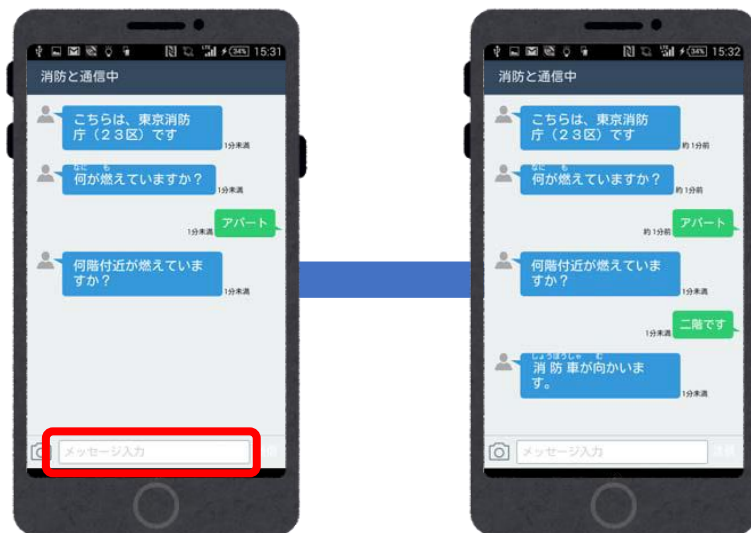 LTE 34% 15:31
消防と通信中
こちらは、東京消防
庁（23区）です
1分未満
なに も
何が燃えていますか？
1分未満
アパート
1分未満
何階付近が燃えていま
すか？
1分未満
メッセージ入力
LTE 34% 15:32
消防と通信中
こちらは、東京消防
庁（23区）です
約1分前
なに も
何が燃えていますか？
約1分前
アパート
約1分前
何階付近が燃えていま
すか？
1分未満
二階です
1分未満
しょうぼうしゃ む
消防車が向かいま
す。
1分未満
メッセージ入力
送信